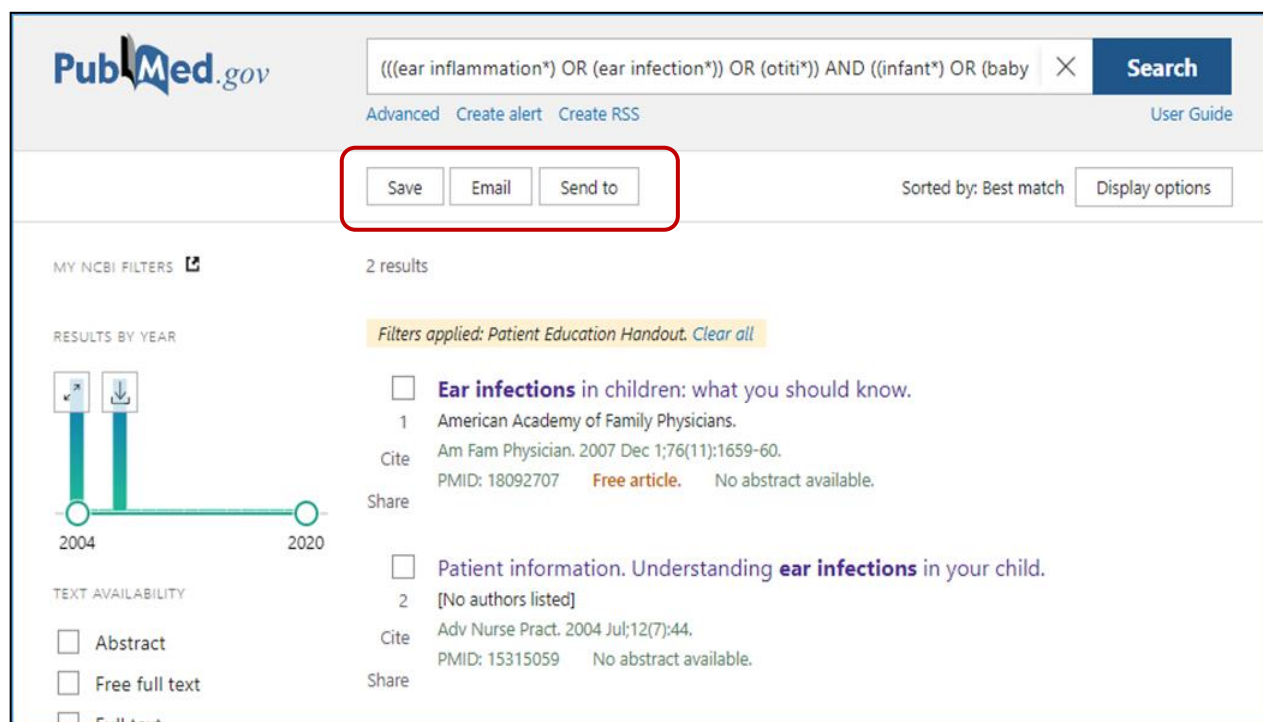 PubMed.gov
(((ear inflammation*) OR (ear infection*)) OR (otiti*)) AND ((infant*) OR (baby
Search
Advanced Create alert Create RSS
User Guide
Save Email Send to
Sorted by: Best match Display options
MY NCBI FILTERS
2 results
RESULTS BY YEAR
Filters applied: Patient Education Handout. Clear all
Ear infections in children: what you should know.
1 American Academy of Family Physicians.
Cite Am Fam Physician. 2007 Dec 1;76(11):1659-60.
PMID: 18092707 Free article. No abstract available.
Share
2004 2020
Patient information. Understanding ear infections in your child.
TEXT AVAILABILITY
2 [No authors listed]
Cite Adv Nurse Pract. 2004 Jul;12(7):44.
Abstract
PMID: 15315059 No abstract available.
Share
Free full text